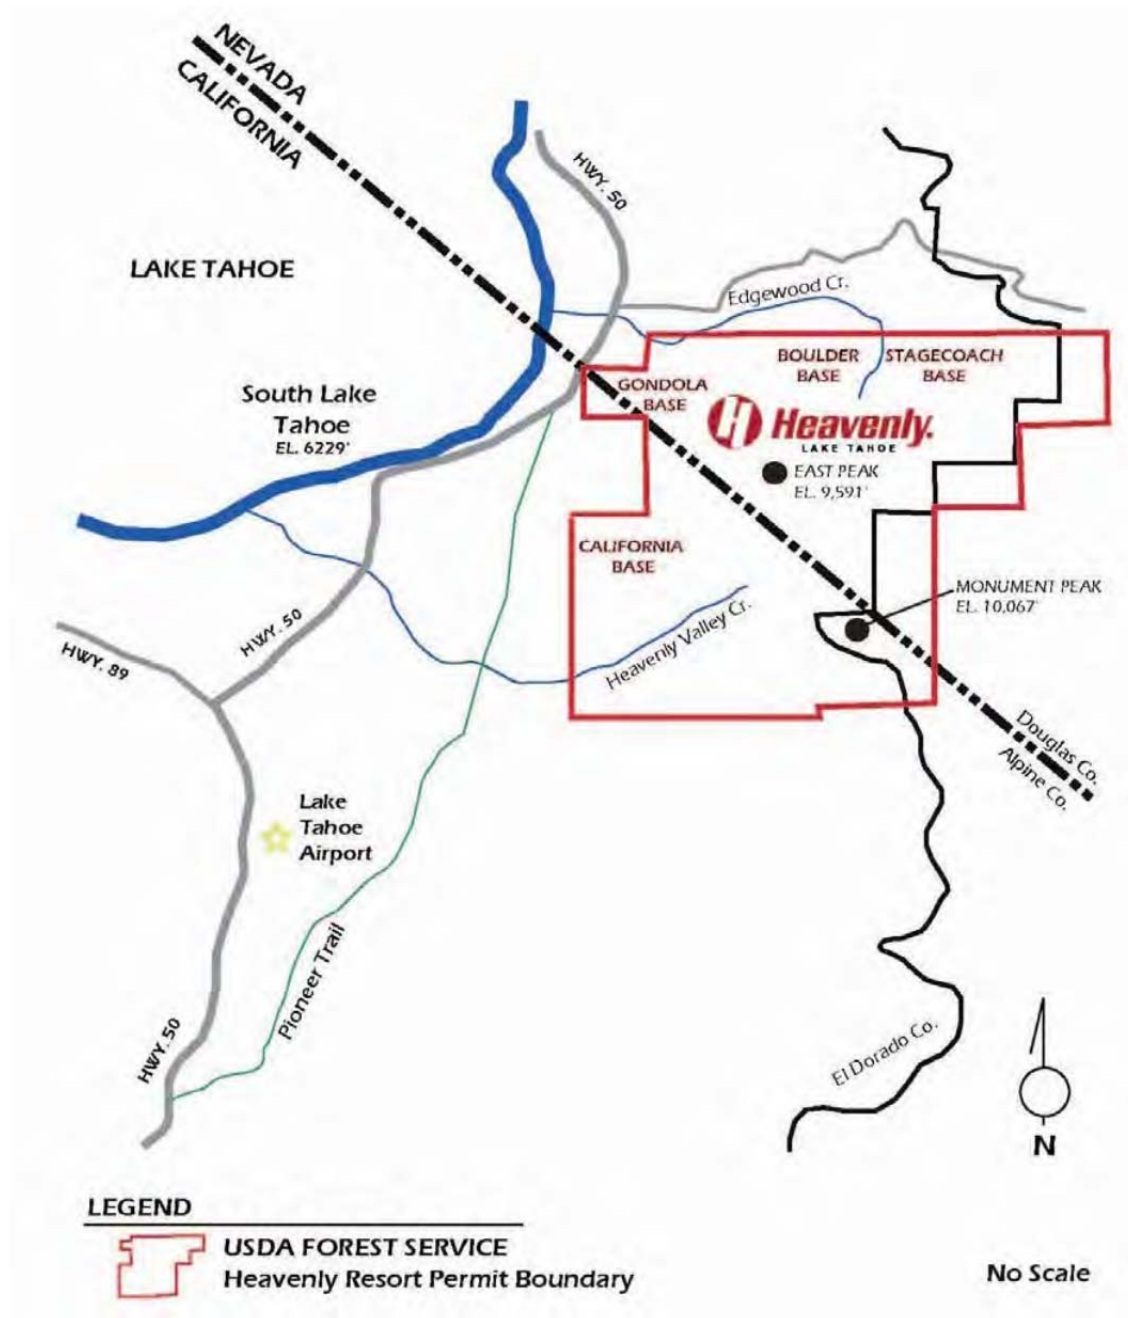 NEVADA
CALIFORNIA
HWY. 50
LAKE TAHOE
Edgewood Cr.
BOULDER
BASE
STAGECOACH
BASE
GONDOLA
BASE
South Lake
Tahoe
EL. 6229'
H Heavenly.
LAKE TAHOE
EAST PEAK
EL. 9,591'
CALIFORNIA
BASE
MONUMENT PEAK
EL. 10,067'
Heavenly Valley Cr.
HWY. 50
HWY. 89
Douglas Co.
Alpine Co.
Lake
Tahoe
Airport
Pioneer Trail
HWY. 50
El Dorado Co.
N
LEGEND
USDA FOREST SERVICE
Heavenly Resort Permit Boundary
No Scale